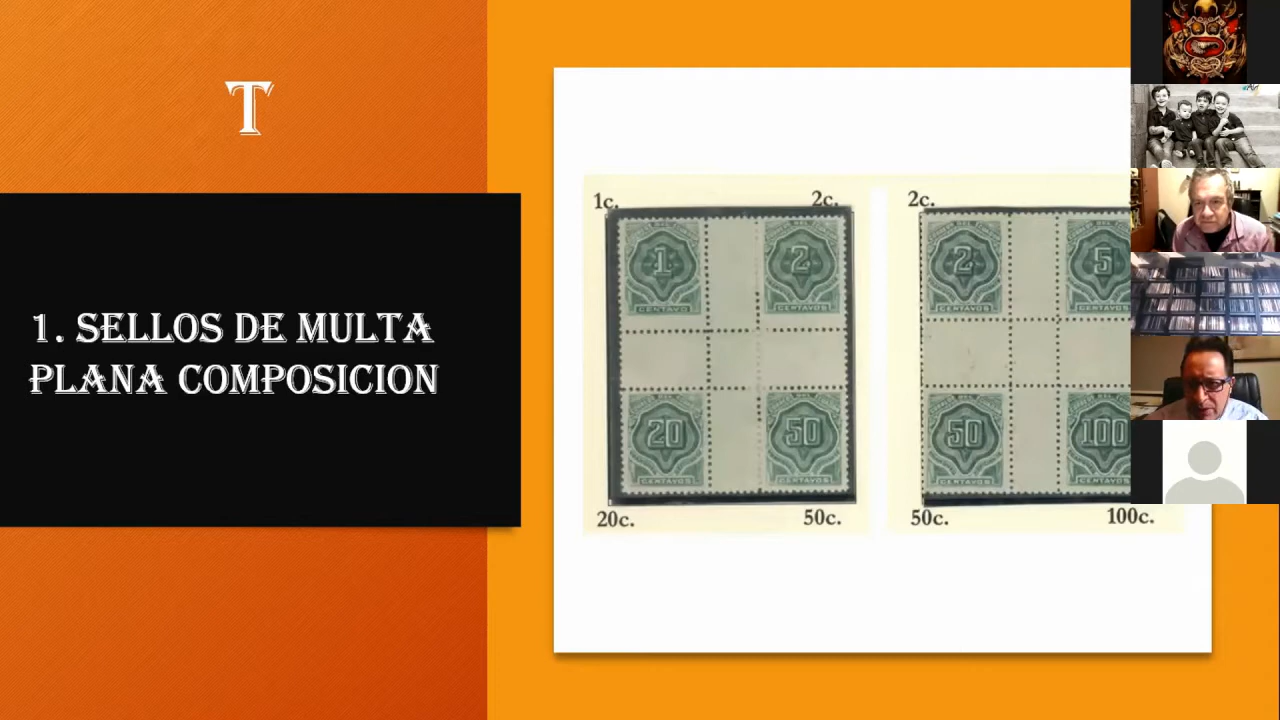 T
1. SELLOS DE MULTA
PLANA COMPOSICION
1c. 2c.
1 2
CENTAVOS CENTAVOS
20 50
CENTAVOS CENTAVOS
20c. 50c.
2c.
2 5
CENTAVOS
50 100
CENTAVOS
50c. 100c.